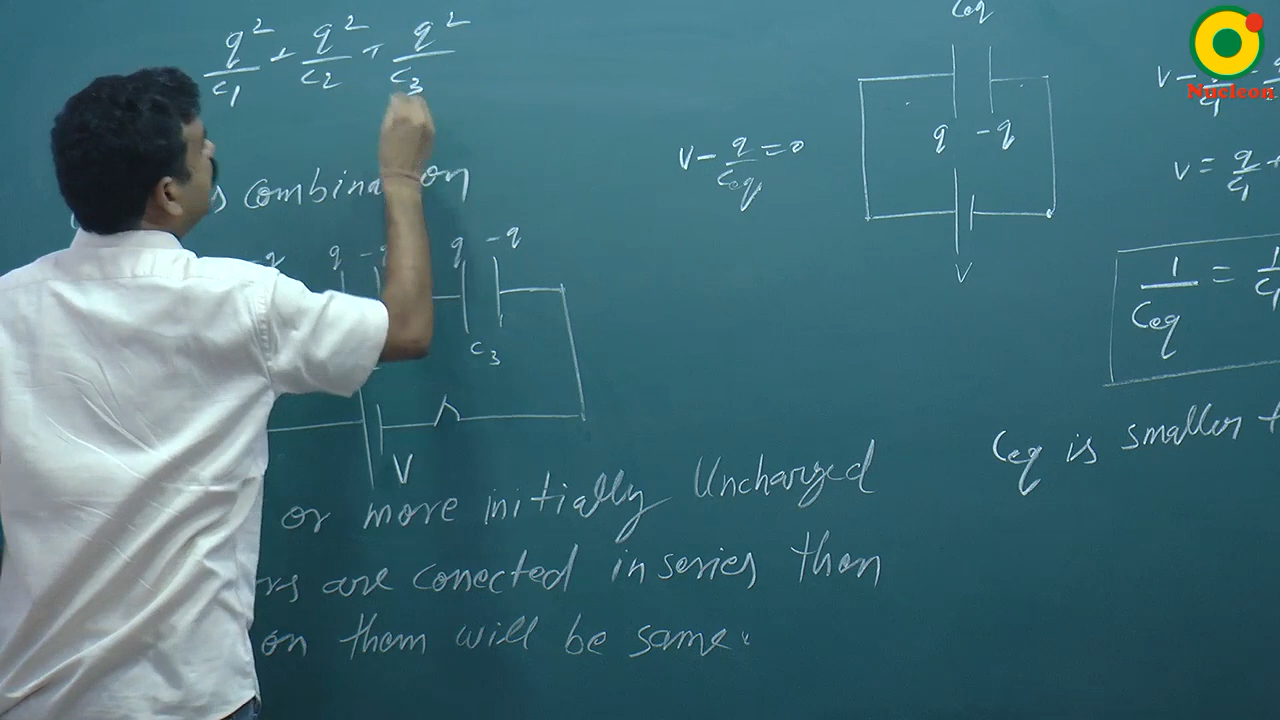 q²/c₁ + q²/c₂ + q²/c₃
s combination
q -q q -q
c₃
V
or more initially Uncharged
rs are conected in series then
on them will be same.
Ceq
q -q
V - q/Ceq = 0
V
Nucleon
V = q/c₁ +
1/Ceq = 1/c₁
Ceq is smaller t